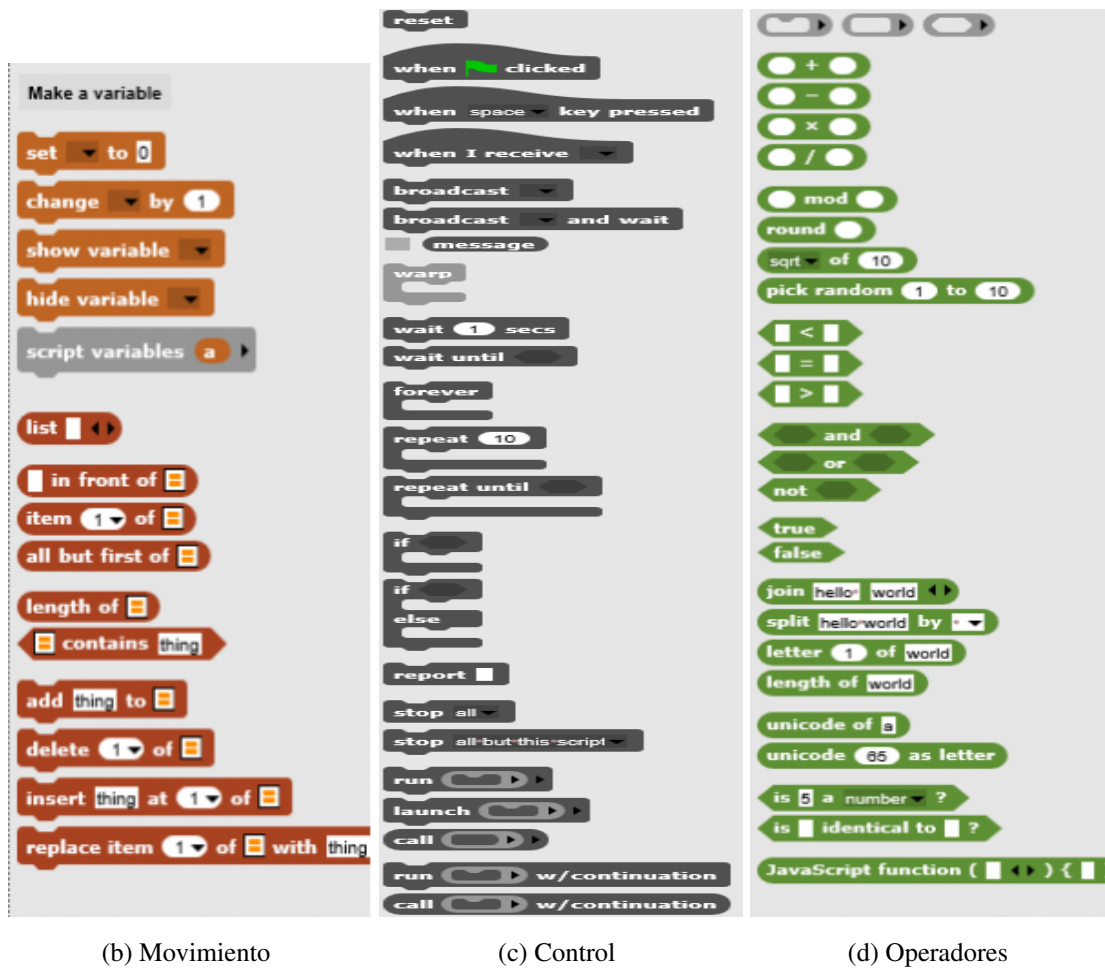 Make a variable
set to 0
change by 1
show variable
hide variable
script variables a
list
in front of
item 1 of
all but first of
length of
contains thing
add thing to
delete 1 of
insert thing at 1 of
replace item 1 of with thing
(b) Movimiento
reset
when clicked
when space key pressed
when I receive
broadcast
broadcast and wait
message
warp
wait 1 secs
wait until
forever
repeat 10
repeat until
if
if
else
report
stop all
stop all but this script
run
launch
call
run w/continuation
call w/continuation
(c) Control
+
−
×
/
mod
round
sqrt of 10
pick random 1 to 10
<
=
>
and
or
not
true
false
join hello world
split hello world by
letter 1 of world
length of world
unicode of a
unicode 65 as letter
is 5 a number ?
is identical to ?
JavaScript function ( ) {
(d) Operadores